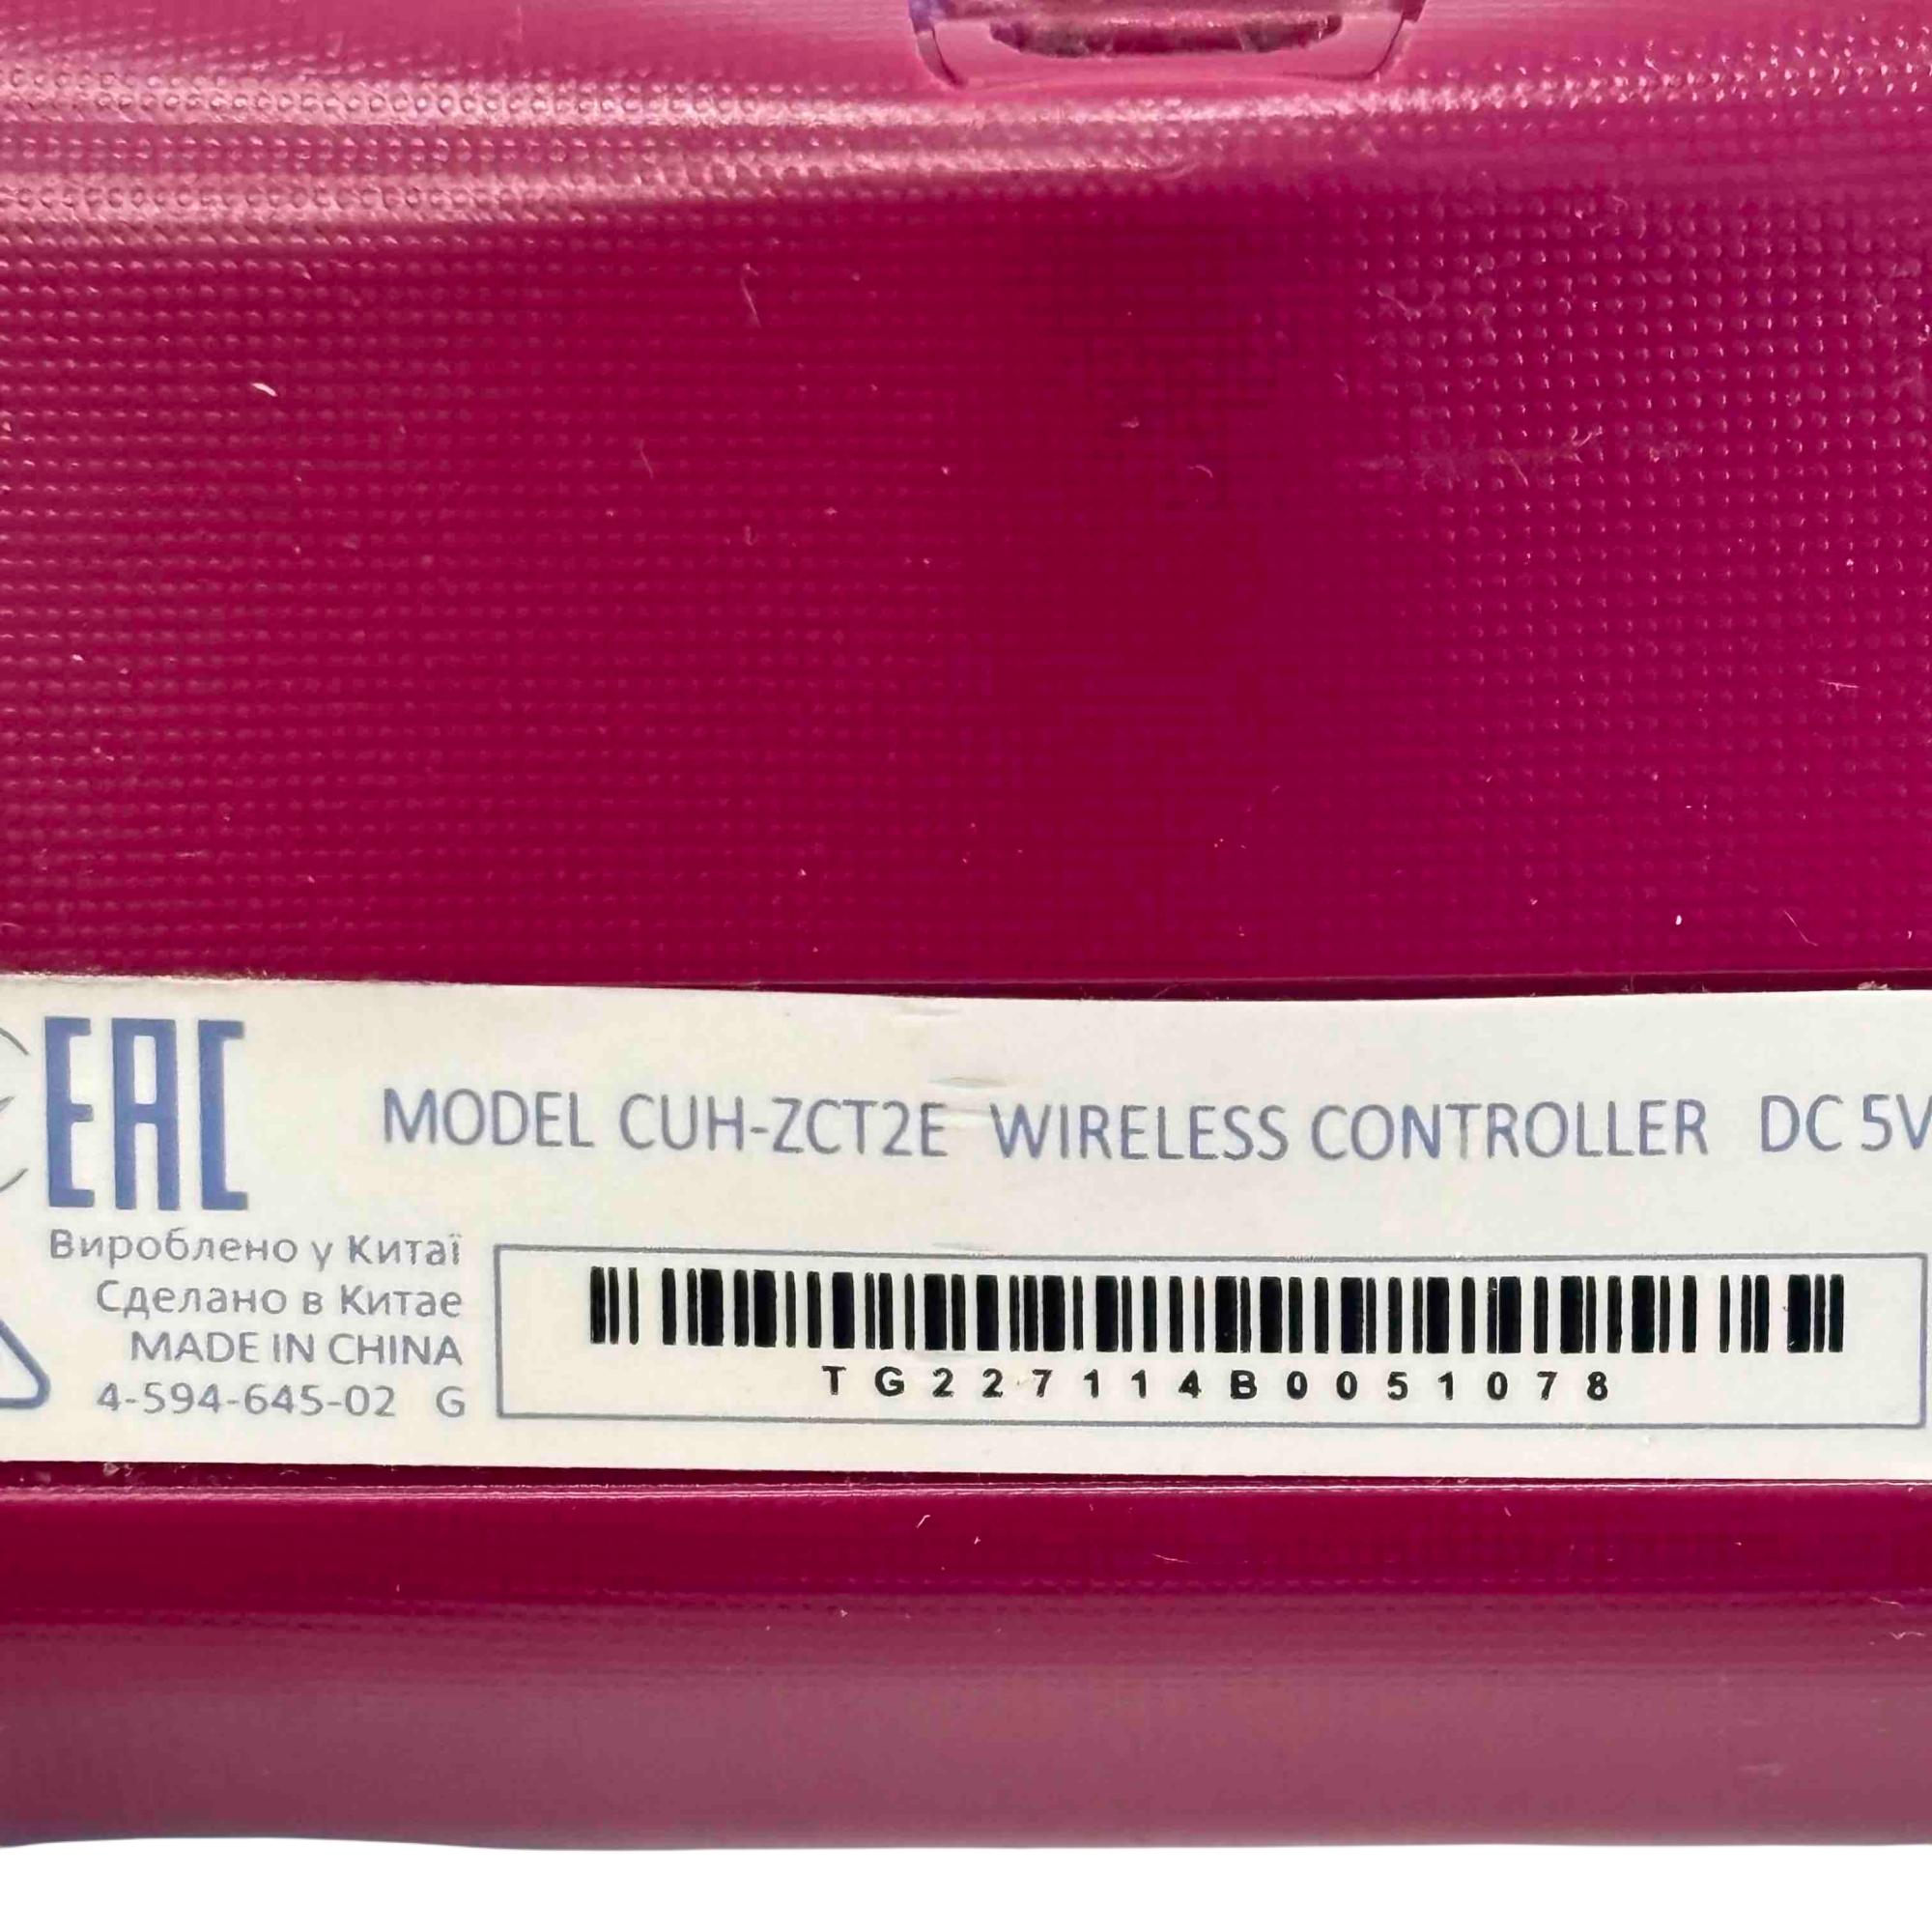 EAC
MODEL CUH-ZCT2E WIRELESS CONTROLLER DC 5V
Вироблено у Китаї
Сделано в Китае
MADE IN CHINA
4-594-645-02 G
TG227114B0051078